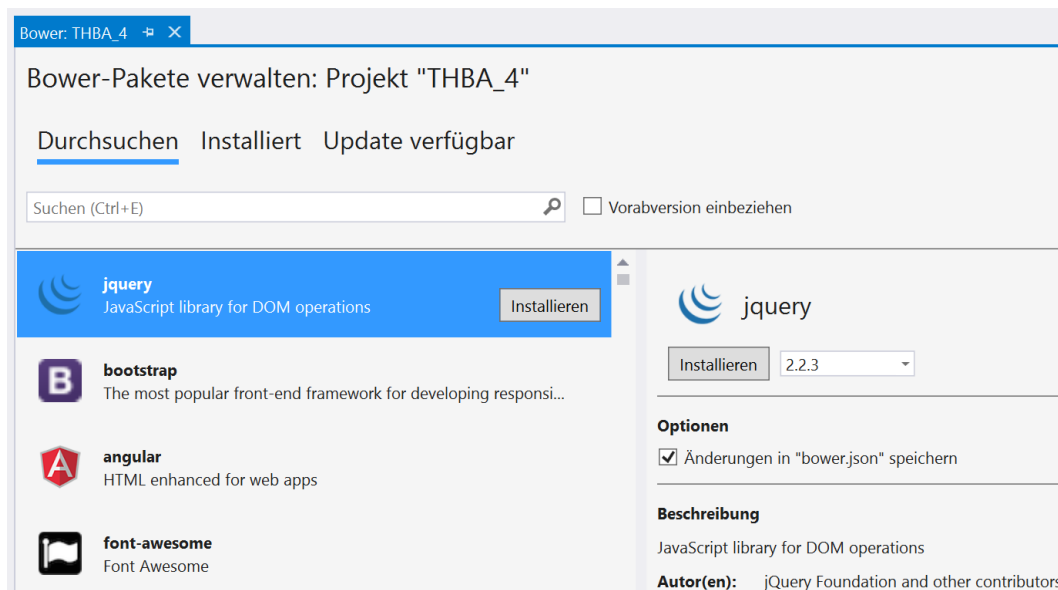 Bower: THBA_4
Bower-Pakete verwalten: Projekt "THBA_4"
Durchsuchen Installiert Update verfügbar
Suchen (Ctrl+E)
Vorabversion einbeziehen
jquery
JavaScript library for DOM operations
Installieren
bootstrap
The most popular front-end framework for developing responsi...
angular
HTML enhanced for web apps
font-awesome
Font Awesome
jquery
Installieren 2.2.3
Optionen
Änderungen in "bower.json" speichern
Beschreibung
JavaScript library for DOM operations
Autor(en): jQuery Foundation and other contributors